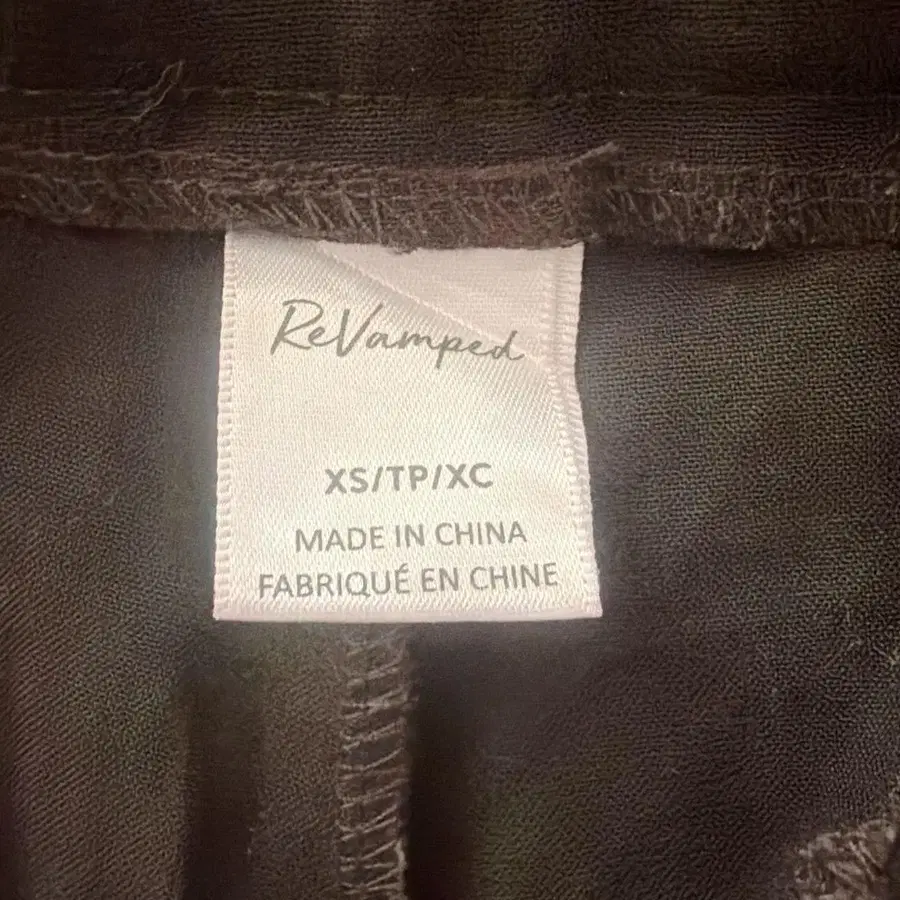 ReVamped
XS/TP/XC
MADE IN CHINA
FABRIQUÉ EN CHINE